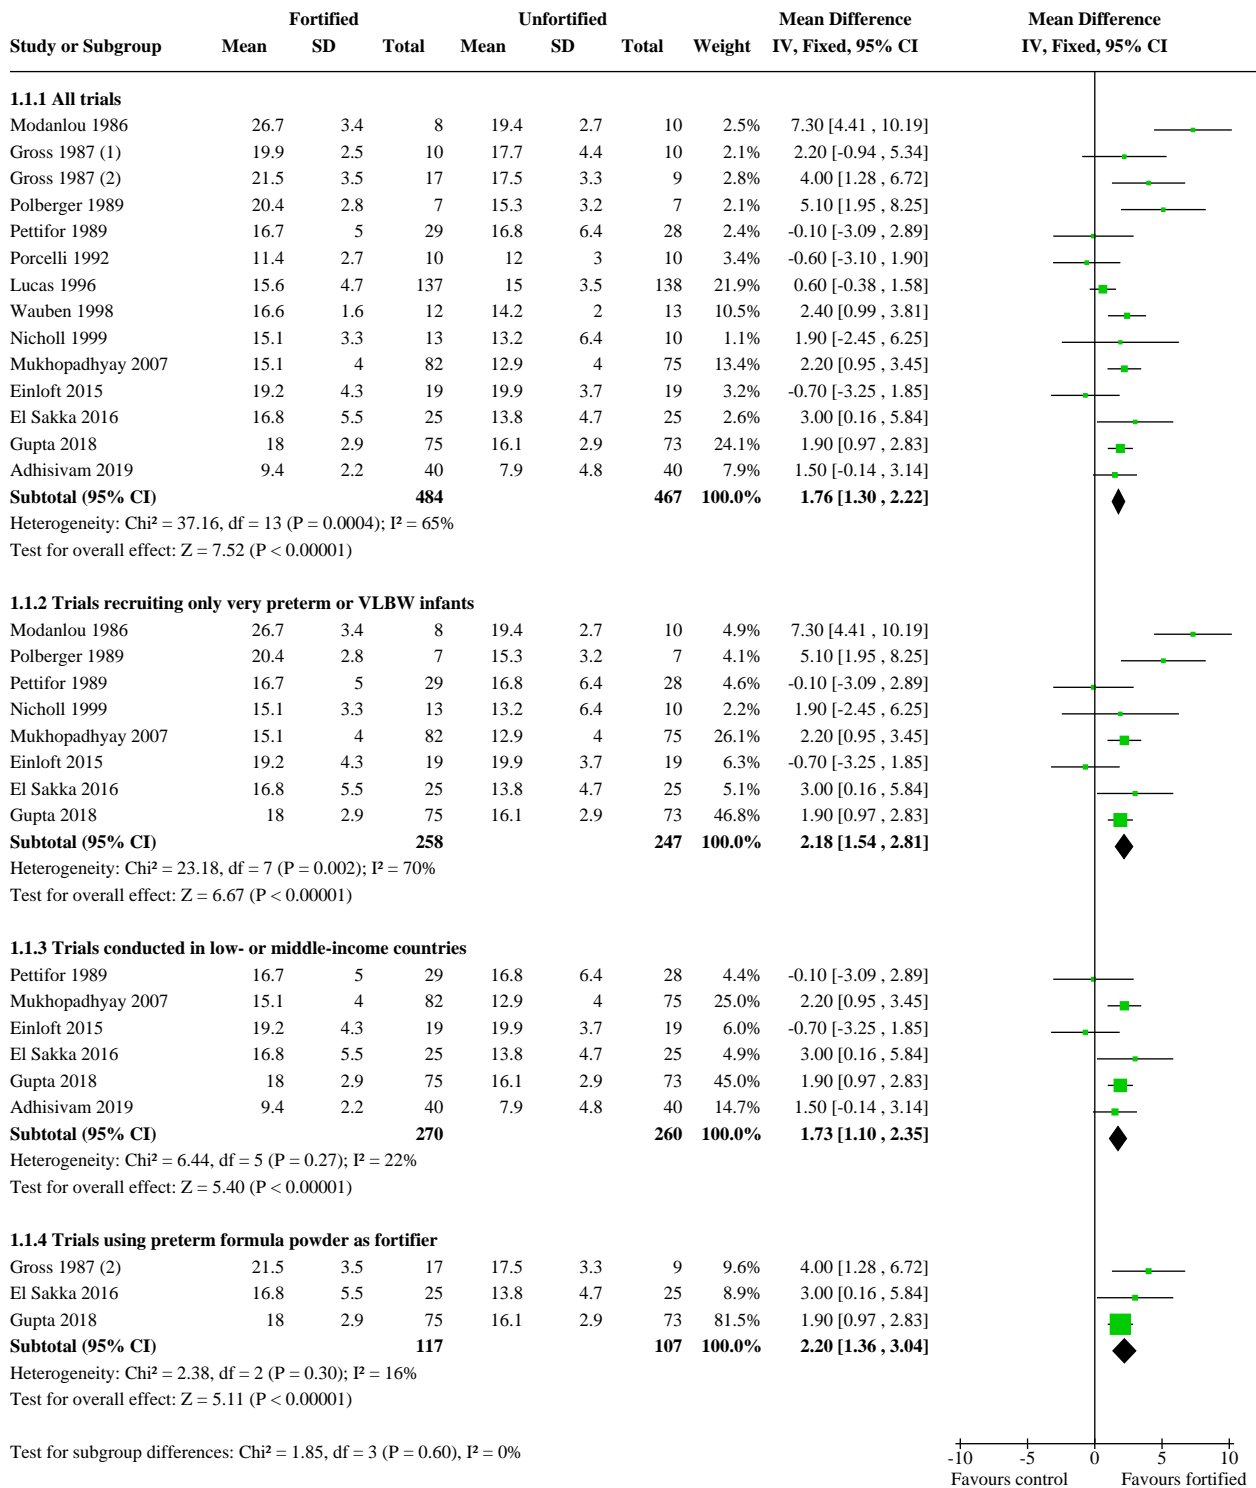 Fortified Unfortified Mean Difference Mean Difference
Study or Subgroup Mean SD Total Mean SD Total Weight IV, Fixed, 95% CI IV, Fixed, 95% CI
1.1.1 All trials
Modanlou 1986 26.7 3.4 8 19.4 2.7 10 2.5% 7.30 [4.41 , 10.19]
Gross 1987 (1) 19.9 2.5 10 17.7 4.4 10 2.1% 2.20 [-0.94 , 5.34]
Gross 1987 (2) 21.5 3.5 17 17.5 3.3 9 2.8% 4.00 [1.28 , 6.72]
Polberger 1989 20.4 2.8 7 15.3 3.2 7 2.1% 5.10 [1.95 , 8.25]
Pettifor 1989 16.7 5 29 16.8 6.4 28 2.4% -0.10 [-3.09 , 2.89]
Porcelli 1992 11.4 2.7 10 12 3 10 3.4% -0.60 [-3.10 , 1.90]
Lucas 1996 15.6 4.7 137 15 3.5 138 21.9% 0.60 [-0.38 , 1.58]
Wauben 1998 16.6 1.6 12 14.2 2 13 10.5% 2.40 [0.99 , 3.81]
Nicholl 1999 15.1 3.3 13 13.2 6.4 10 1.1% 1.90 [-2.45 , 6.25]
Mukhopadhyay 2007 15.1 4 82 12.9 4 75 13.4% 2.20 [0.95 , 3.45]
Einloft 2015 19.2 4.3 19 19.9 3.7 19 3.2% -0.70 [-3.25 , 1.85]
El Sakka 2016 16.8 5.5 25 13.8 4.7 25 2.6% 3.00 [0.16 , 5.84]
Gupta 2018 18 2.9 75 16.1 2.9 73 24.1% 1.90 [0.97 , 2.83]
Adhisivam 2019 9.4 2.2 40 7.9 4.8 40 7.9% 1.50 [-0.14 , 3.14]
Subtotal (95% CI) 484 467 100.0% 1.76 [1.30 , 2.22]
Heterogeneity: Chi² = 37.16, df = 13 (P = 0.0004); I² = 65%
Test for overall effect: Z = 7.52 (P < 0.00001)
1.1.2 Trials recruiting only very preterm or VLBW infants
Modanlou 1986 26.7 3.4 8 19.4 2.7 10 4.9% 7.30 [4.41 , 10.19]
Polberger 1989 20.4 2.8 7 15.3 3.2 7 4.1% 5.10 [1.95 , 8.25]
Pettifor 1989 16.7 5 29 16.8 6.4 28 4.6% -0.10 [-3.09 , 2.89]
Nicholl 1999 15.1 3.3 13 13.2 6.4 10 2.2% 1.90 [-2.45 , 6.25]
Mukhopadhyay 2007 15.1 4 82 12.9 4 75 26.1% 2.20 [0.95 , 3.45]
Einloft 2015 19.2 4.3 19 19.9 3.7 19 6.3% -0.70 [-3.25 , 1.85]
El Sakka 2016 16.8 5.5 25 13.8 4.7 25 5.1% 3.00 [0.16 , 5.84]
Gupta 2018 18 2.9 75 16.1 2.9 73 46.8% 1.90 [0.97 , 2.83]
Subtotal (95% CI) 258 247 100.0% 2.18 [1.54 , 2.81]
Heterogeneity: Chi² = 23.18, df = 7 (P = 0.002); I² = 70%
Test for overall effect: Z = 6.67 (P < 0.00001)
1.1.3 Trials conducted in low- or middle-income countries
Pettifor 1989 16.7 5 29 16.8 6.4 28 4.4% -0.10 [-3.09 , 2.89]
Mukhopadhyay 2007 15.1 4 82 12.9 4 75 25.0% 2.20 [0.95 , 3.45]
Einloft 2015 19.2 4.3 19 19.9 3.7 19 6.0% -0.70 [-3.25 , 1.85]
El Sakka 2016 16.8 5.5 25 13.8 4.7 25 4.9% 3.00 [0.16 , 5.84]
Gupta 2018 18 2.9 75 16.1 2.9 73 45.0% 1.90 [0.97 , 2.83]
Adhisivam 2019 9.4 2.2 40 7.9 4.8 40 14.7% 1.50 [-0.14 , 3.14]
Subtotal (95% CI) 270 260 100.0% 1.73 [1.10 , 2.35]
Heterogeneity: Chi² = 6.44, df = 5 (P = 0.27); I² = 22%
Test for overall effect: Z = 5.40 (P < 0.00001)
1.1.4 Trials using preterm formula powder as fortifier
Gross 1987 (2) 21.5 3.5 17 17.5 3.3 9 9.6% 4.00 [1.28 , 6.72]
El Sakka 2016 16.8 5.5 25 13.8 4.7 25 8.9% 3.00 [0.16 , 5.84]
Gupta 2018 18 2.9 75 16.1 2.9 73 81.5% 1.90 [0.97 , 2.83]
Subtotal (95% CI) 117 107 100.0% 2.20 [1.36 , 3.04]
Heterogeneity: Chi² = 2.38, df = 2 (P = 0.30); I² = 16%
Test for overall effect: Z = 5.11 (P < 0.00001)
Test for subgroup differences: Chi² = 1.85, df = 3 (P = 0.60), I² = 0%
-10 -5 0 5 10
Favours control Favours fortified